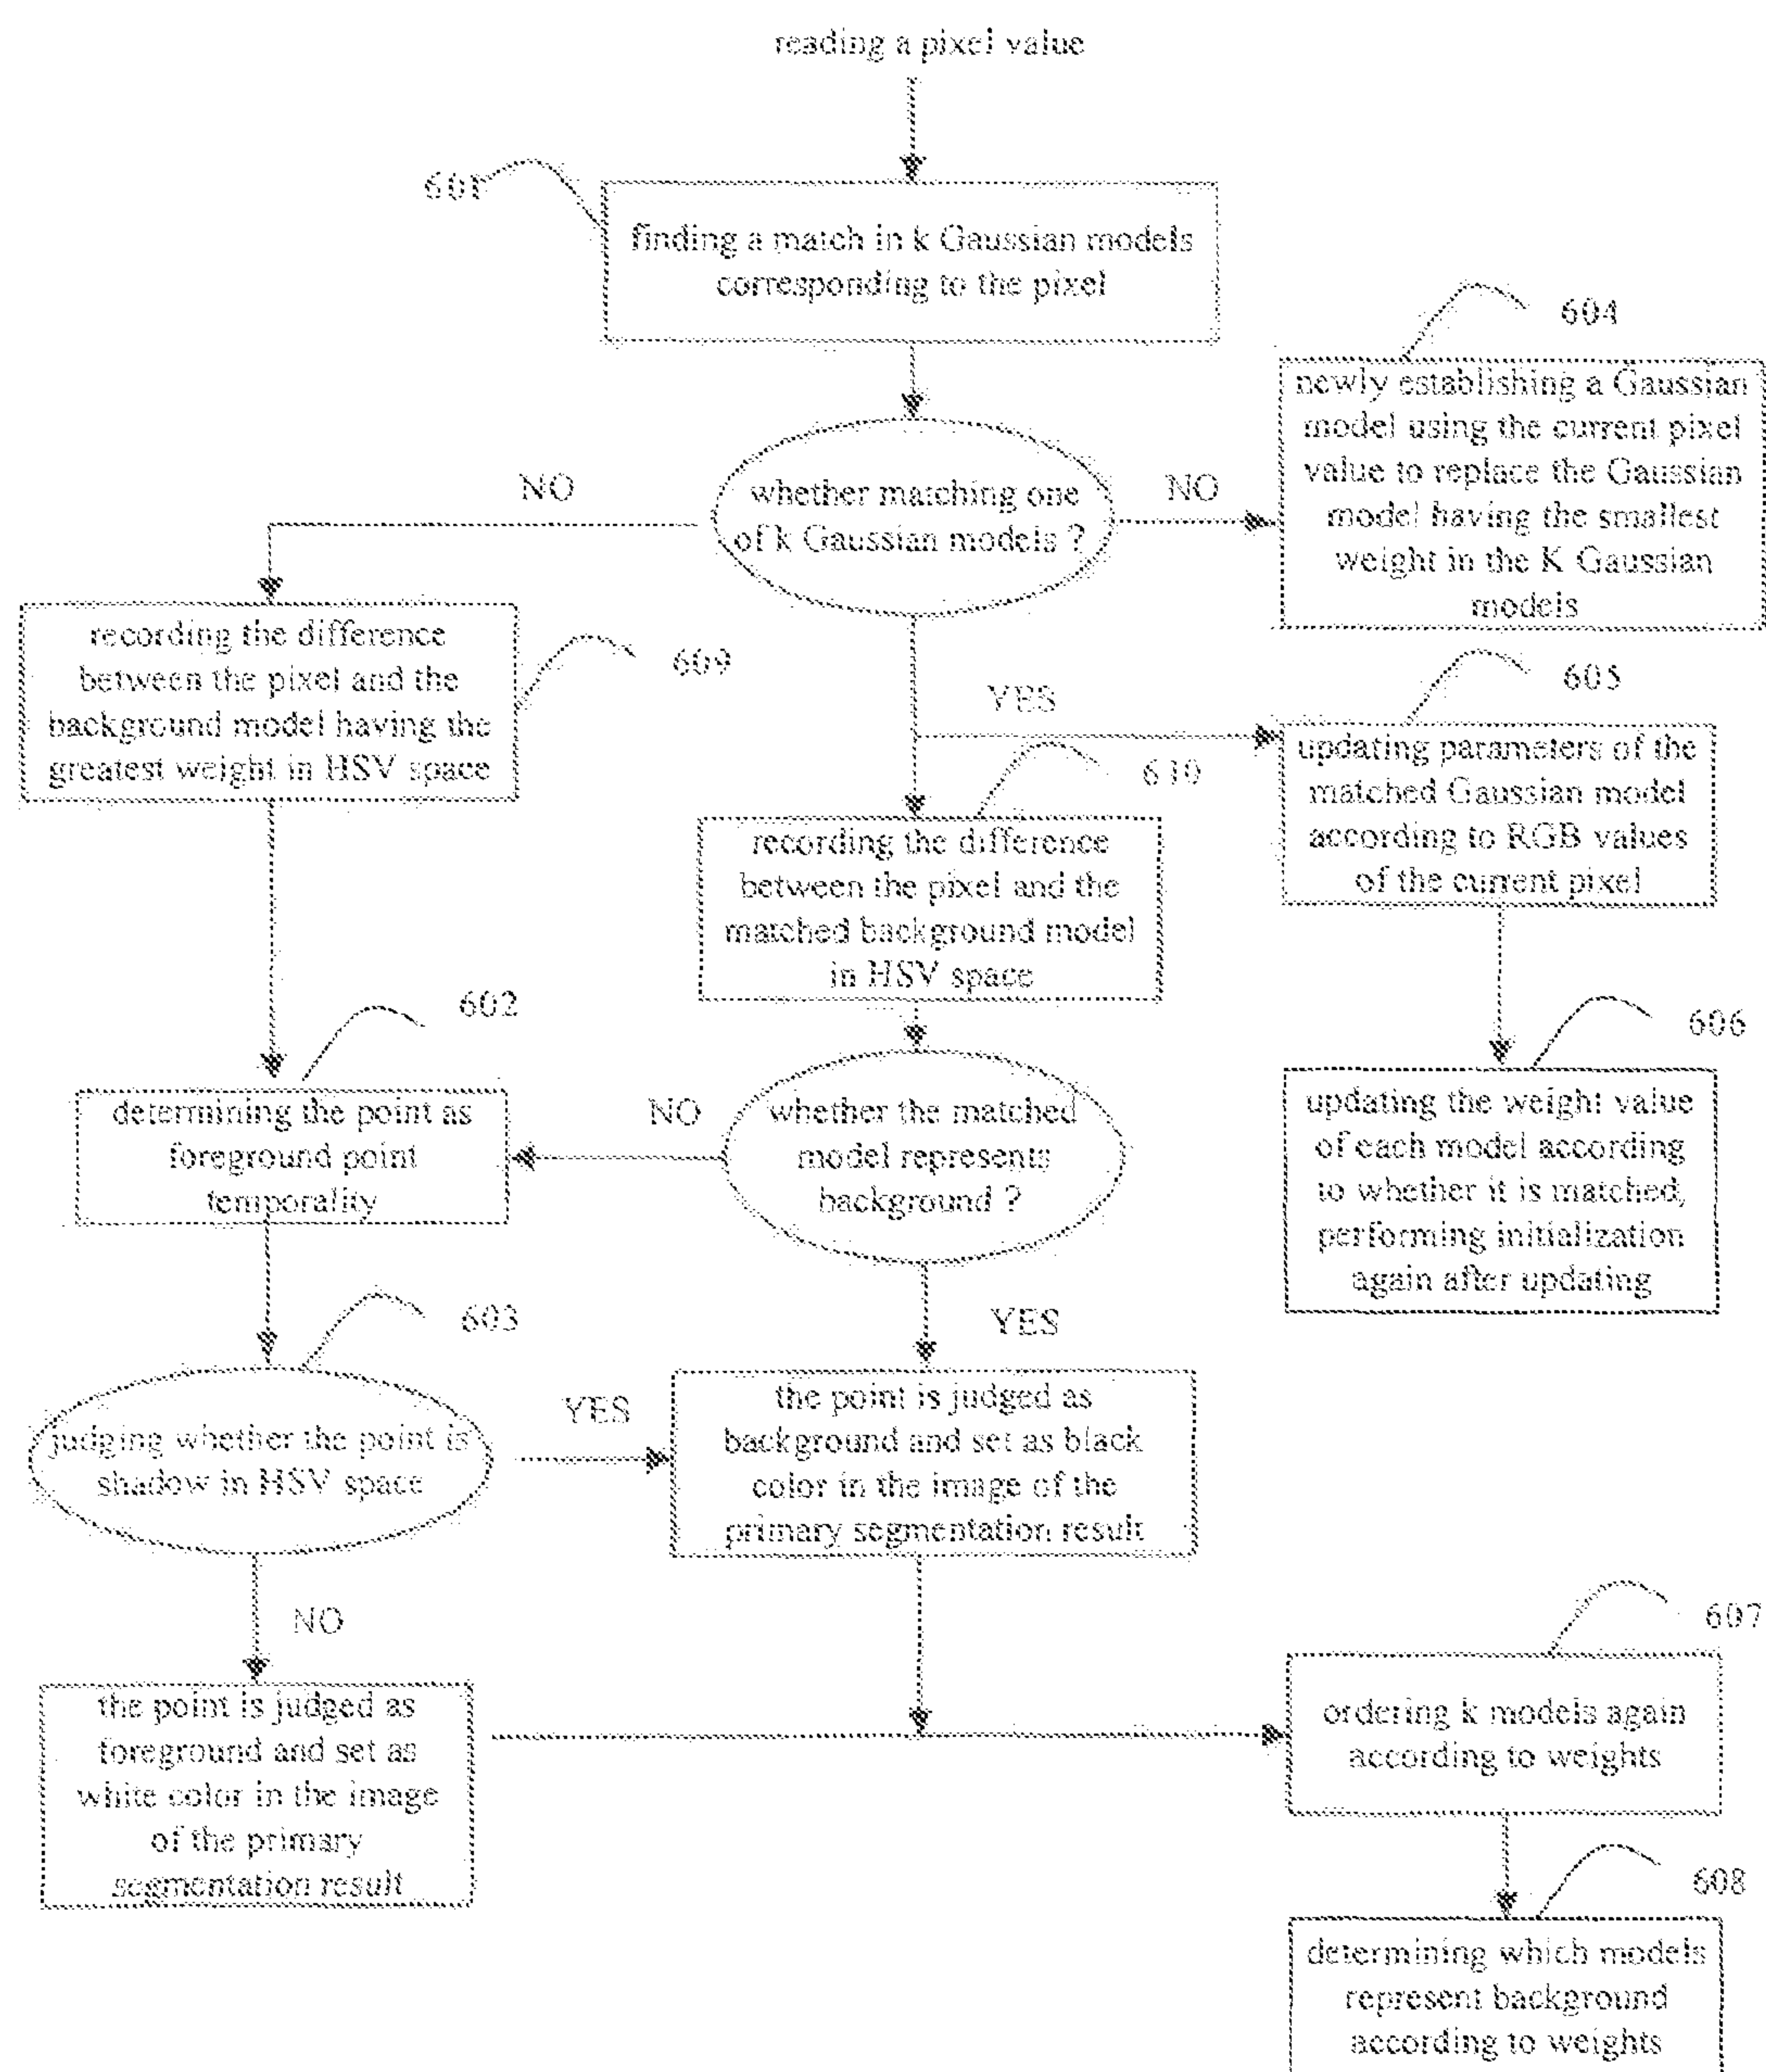 reading a pixel value
601
finding a match in k Gaussian models
corresponding to the pixel
604
newly establishing a Gaussian
model using the current pixel
value to replace the Gaussian
model having the smallest
weight in the K Gaussian
models
NO
whether matching one
of k Gaussian models ?
NO
recording the difference
between the pixel and the
background model having the
greatest weight in HSV space
609
YES
605
updating parameters of the
matched Gaussian model
according to RGB values
of the current pixel
610
recording the difference
between the pixel and the
matched background model
in HSV space
602
determining the point as
foreground point
temporality
NO
whether the matched
model represents
background ?
606
updating the weight value
of each model according
to whether it is matched,
performing initialization
again after updating
603
judging whether the point is
shadow in HSV space
YES
YES
the point is judged as
background and set as black
color in the image of the
primary segmentation result
NO
the point is judged as
foreground and set as
white color in the image
of the primary
segmentation result
607
ordering k models again
according to weights
608
determining which models
represent background
according to weights